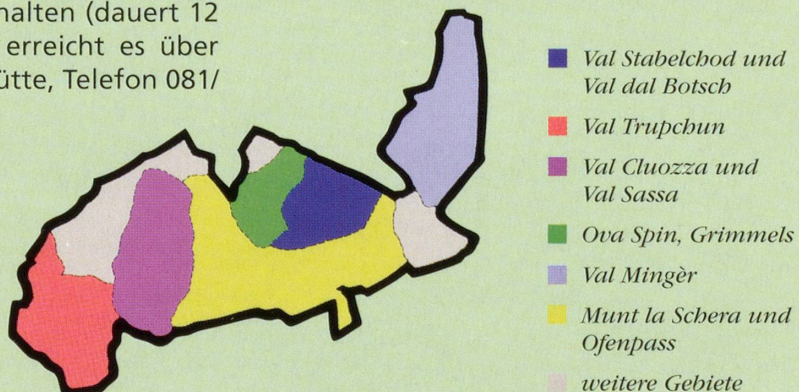 halten (dauert 12
erreicht es über
ütte, Telefon 081/
Val Stabelchod und
Val dal Botsch
Val Trupchun
Val Cluozza und
Val Sassa
Ova Spin, Grimmels
Val Mingèr
Munt la Schera und
Ofenpass
weitere Gebiete